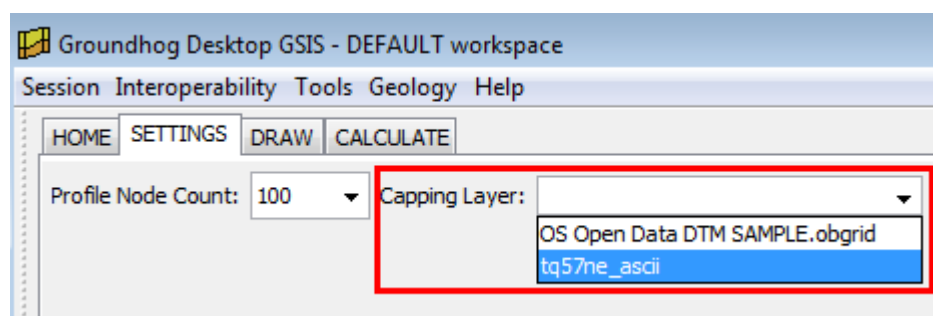 Groundhog Desktop GSIS - DEFAULT workspace
Session Interoperability Tools Geology Help
HOME SETTINGS DRAW CALCULATE
Profile Node Count: 100 Capping Layer:
OS Open Data DTM SAMPLE.obgrid
tq57ne_ascii